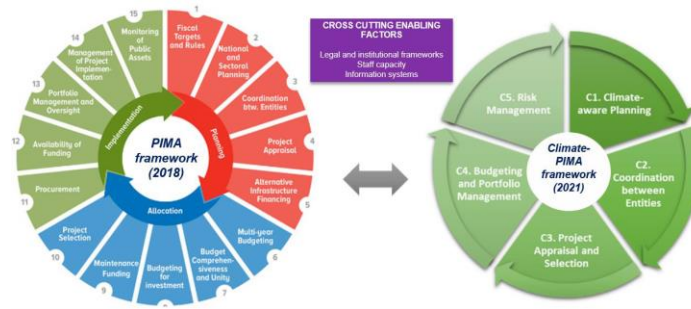 15
Monitoring
of Public
Assets
1
Fiscal
Targets
and Rules
14
Management
of Project
Implemen-
tation
2
National
and
Sectoral
Planning
13
Portfolio
Management and
Oversight
3
Coordination
btw. Entities
12
Availability of
Funding
4
Project
Appraisal
11
Procurement
5
Alternative
Infrastructure
Financing
10
Project
Selection
6
Multi-year
Budgeting
9
Maintenance
Funding
7
Budget
Comprehen-
siveness and Unity
Budgeting
for
investment
Implementation
Planning
Allocation
PIMA
framework
(2018)
CROSS CUTTING ENABLING
FACTORS
Legal and institutional frameworks
Staff capacity
Information systems
C5. Risk
Management
C1. Climate-
aware Planning
C4. Budgeting
and Portfolio
Management
C2.
Coordination
between
Entities
C3. Project
Appraisal and
Selection
Climate-
PIMA
framework
(2021)